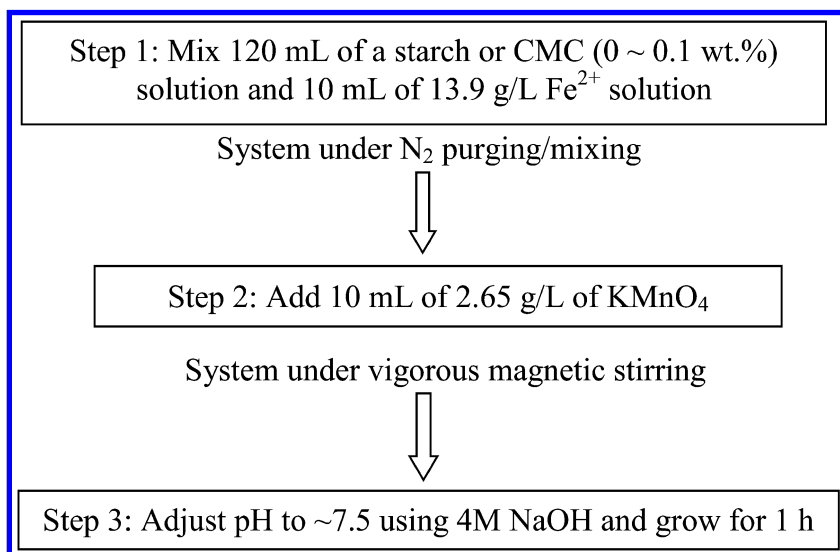 Step 1: Mix 120 mL of a starch or CMC (0 ~ 0.1 wt.%)
solution and 10 mL of 13.9 g/L Fe²⁺ solution
System under N₂ purging/mixing
Step 2: Add 10 mL of 2.65 g/L of KMnO₄
System under vigorous magnetic stirring
Step 3: Adjust pH to ~7.5 using 4M NaOH and grow for 1 h